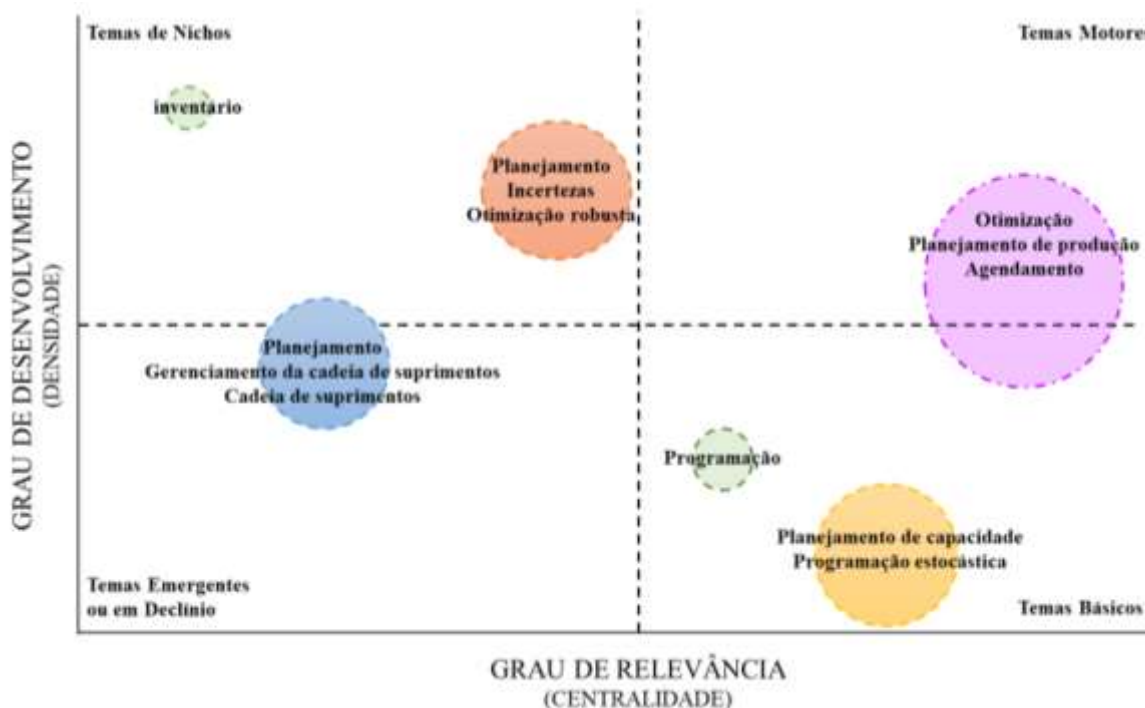 Temas de Nichos
Temas Motores
inventário
Planejamento
Incertezas
Otimização robusta
Otimização
Planejamento de produção
Agendamento
Planejamento
Gerenciamento da cadeia de suprimentos
Cadeia de suprimentos
Programação
Planejamento de capacidade
Programação estocástica
Temas Emergentes
ou em Declínio
Temas Básicos
GRAU DE DESENVOLVIMENTO
(DENSIDADE)
GRAU DE RELEVÂNCIA
(CENTRALIDADE)